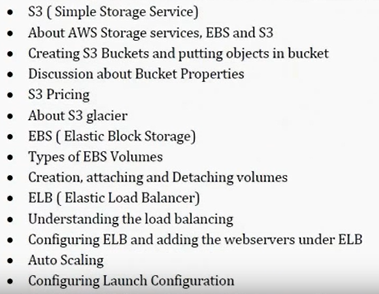 • S3 ( Simple Storage Service)
• About AWS Storage services, EBS and S3
• Creating S3 Buckets and putting objects in bucket
• Discussion about Bucket Properties
• S3 Pricing
• About S3 glacier
• EBS ( Elastic Block Storage)
• Types of EBS Volumes
• Creation, attaching and Detaching volumes
• ELB ( Elastic Load Balancer)
• Understanding the load balancing
• Configuring ELB and adding the webservers under ELB
• Auto Scaling
• Configuring Launch Configuration